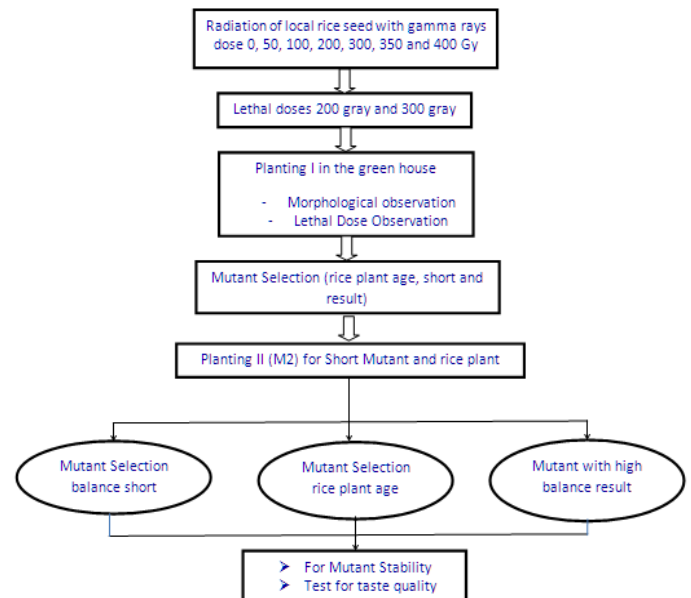 Radiation of local rice seed with gamma rays
dose 0, 50, 100, 200, 300, 350 and 400 Gy
Lethal doses 200 gray and 300 gray
Planting I in the green house
- Morphological observation
- Lethal Dose Observation
Mutant Selection (rice plant age, short and
result)
Planting II (M2) for Short Mutant and rice plant
Mutant Selection
balance short
Mutant Selection
rice plant age
Mutant with high
balance result
➤ For Mutant Stability
➤ Test for taste quality